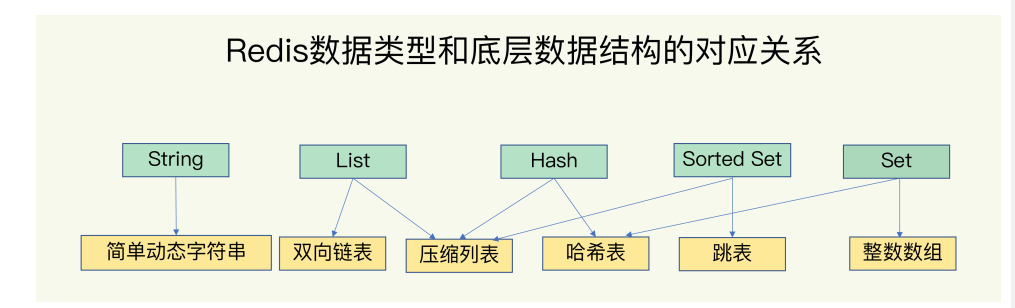 Redis数据类型和底层数据结构的对应关系
String
List
Hash
Sorted Set
Set
简单动态字符串
双向链表
压缩列表
哈希表
跳表
整数数组